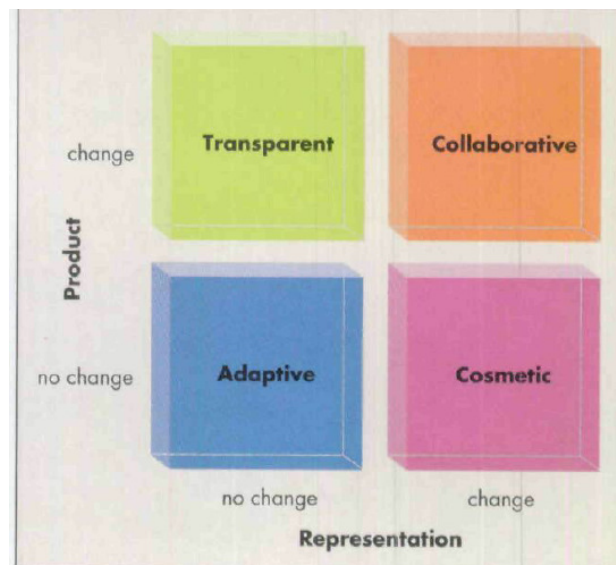 Transparent
Collaborative
change
Product
Adaptive
Cosmetic
no change
no change
change
Representation